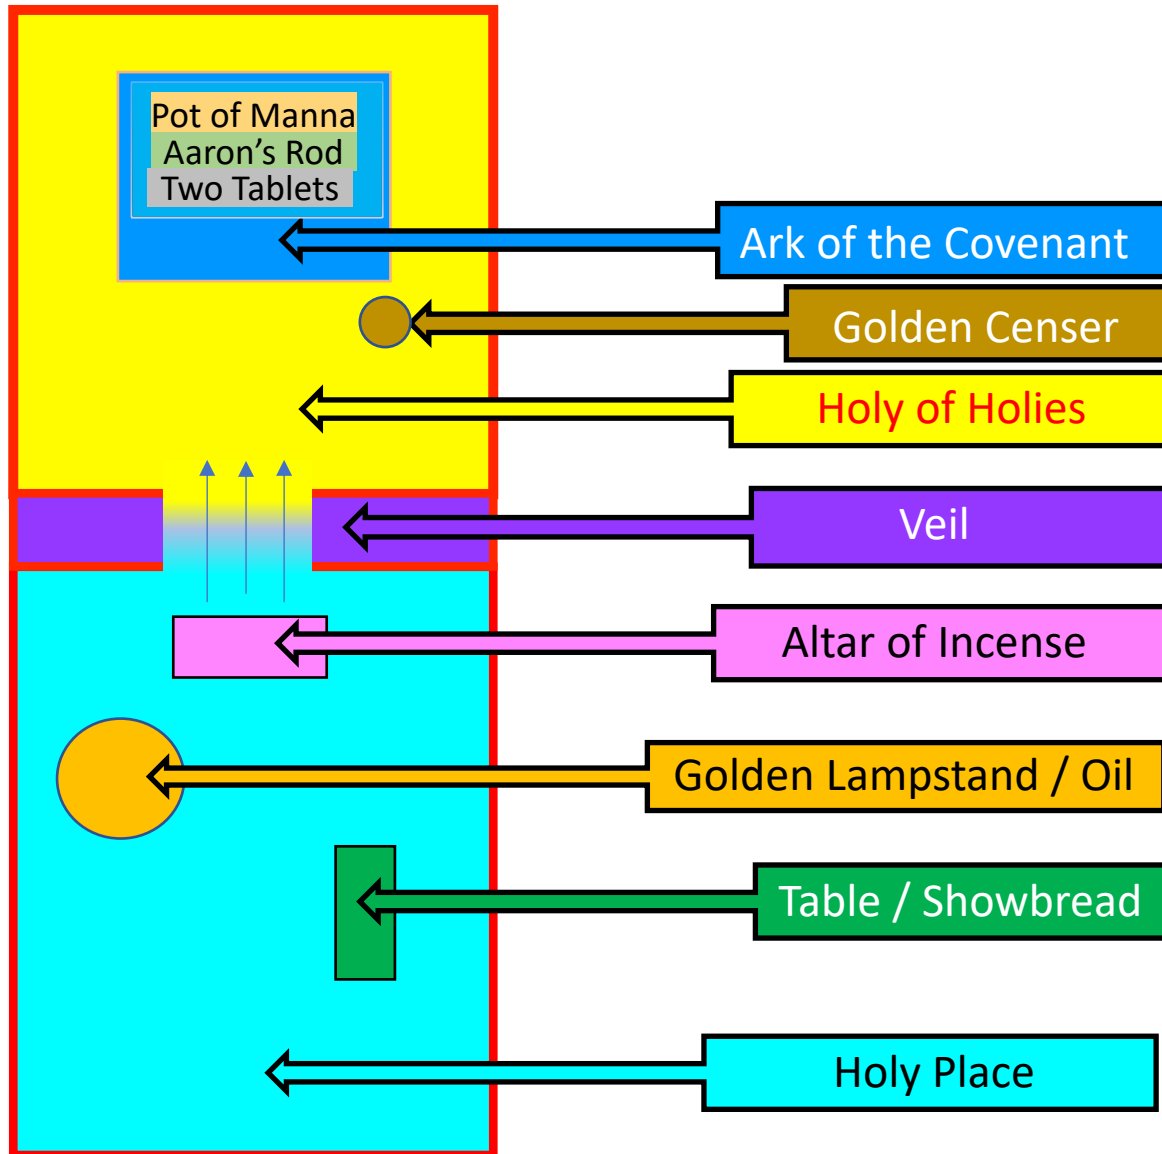 Pot of Manna
Aaron’s Rod
Two Tablets
Ark of the Covenant
Golden Censer
Holy of Holies
Veil
Altar of Incense
Golden Lampstand / Oil
Table / Showbread
Holy Place